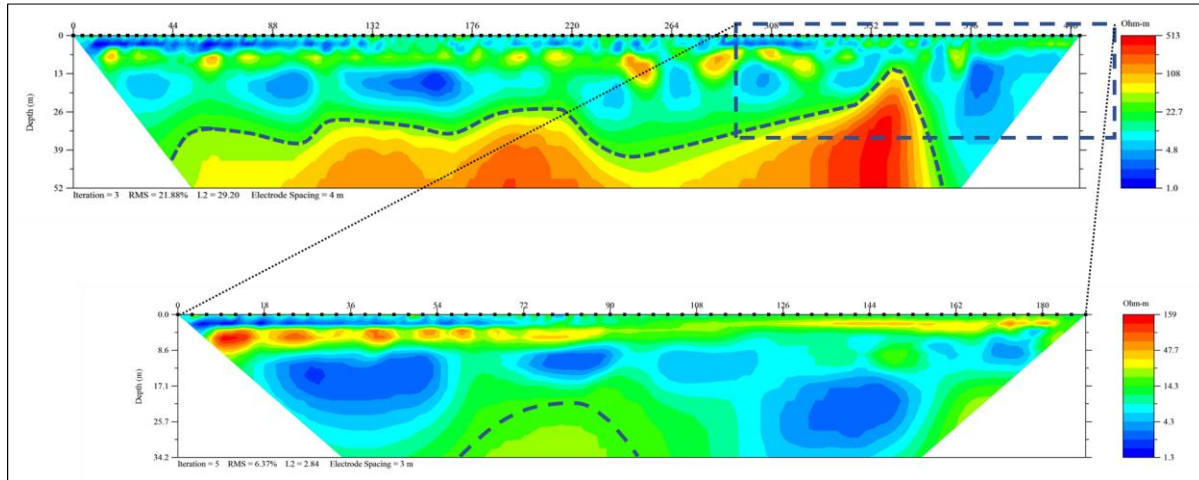 0 44 88 132 176 220 264 308 352 Ohm-m
0 513
13 108
26 22.7
39 4.8
52 1.0
Depth (m)
Iteration = 3 RMS = 21.88% L2 = 29.20 Electrode Spacing = 4 m
0 18 36 54 72 90 108 126 144 162 180 Ohm-m
0.0 159
8.6 47.7
17.1 14.3
25.7 4.3
34.2 1.3
Depth (m)
Iteration = 5 RMS = 6.37% L2 = 2.84 Electrode Spacing = 3 m